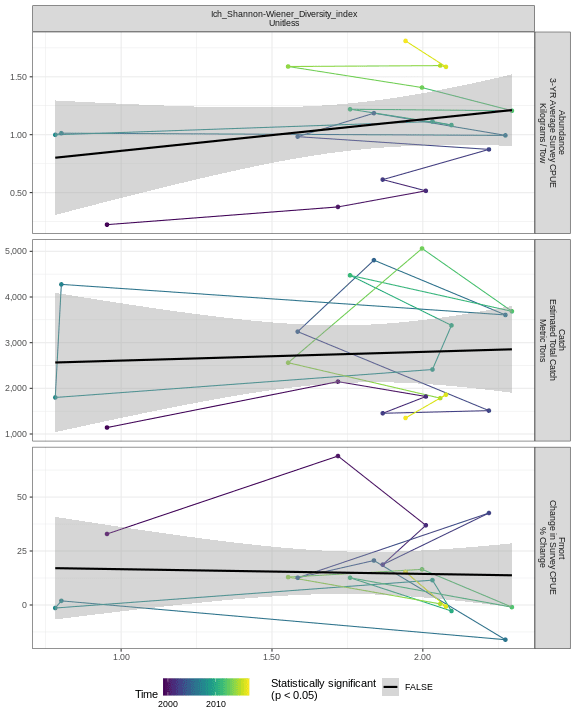 Ich_Shannon-Wiener_Diversity_index
Unitless
1.50
1.00
0.50
Abundance
3-YR Average Survey CPUE
Kilograms / Tow
5,000
4,000
3,000
2,000
1,000
Catch
Estimated Total Catch
Metric Tons
50
25
0
Fmort
Change in Survey CPUE
% Change
1.00
1.50
2.00
Time
2000
2010
Statistically significant
(p < 0.05)
FALSE